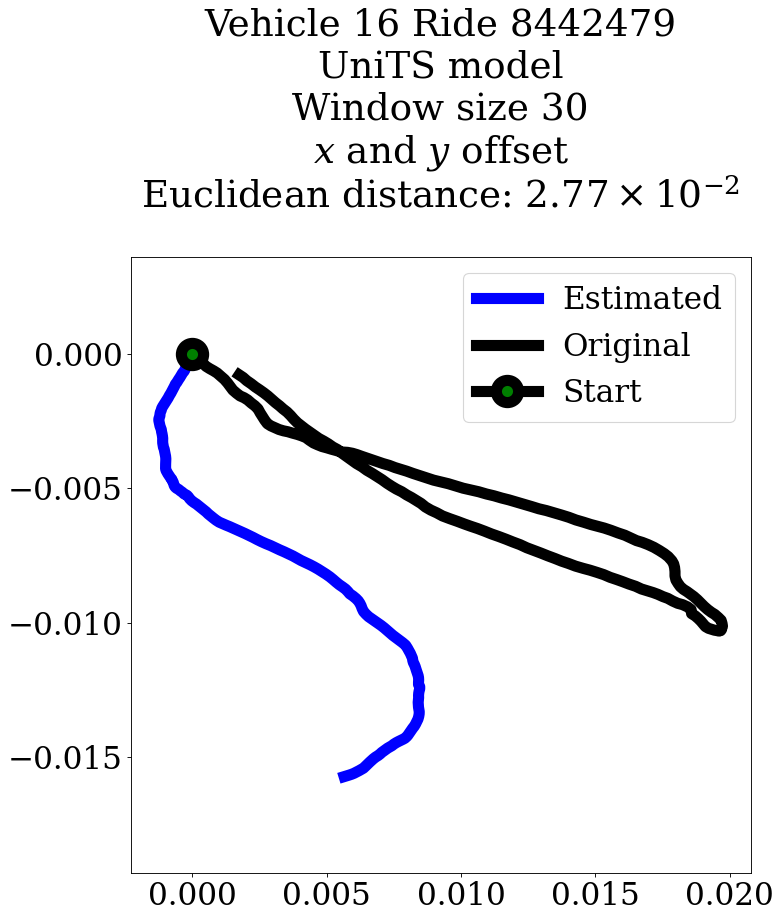 Vehicle 16 Ride 8442479
UniTS model
Window size 30
x and y offset
Euclidean distance: 2.77 × 10⁻²
Estimated
Original
Start
0.000
−0.005
−0.010
−0.015
0.000 0.005 0.010 0.015 0.020